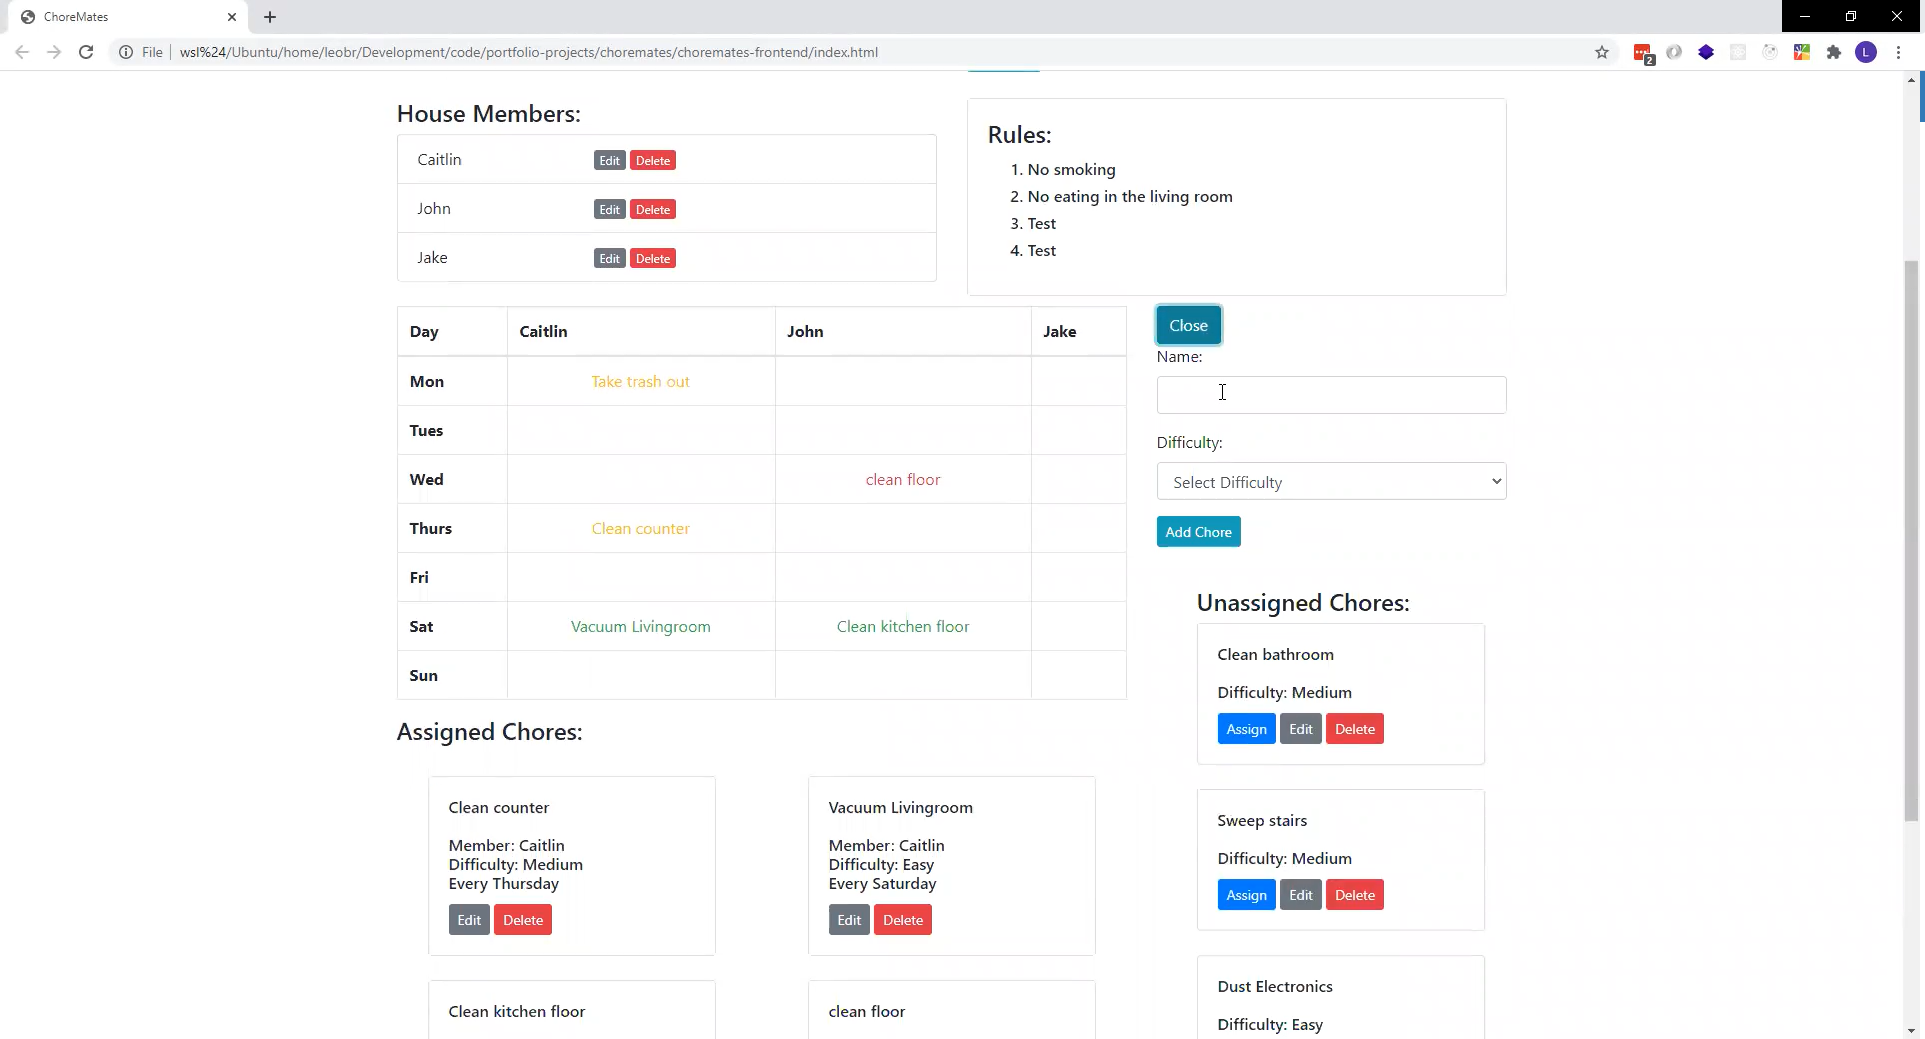 ChoreMates
File wsl%24/Ubuntu/home/leobr/Development/code/portfolio-projects/choremates/choremates-frontend/index.html
2
L
House Members:
Caitlin Edit Delete
John Edit Delete
Jake Edit Delete
Rules:
1. No smoking
2. No eating in the living room
3. Test
4. Test
Day Caitlin John Jake
Mon Take trash out
Tues
Wed clean floor
Thurs Clean counter
Fri
Sat Vacuum Livingroom Clean kitchen floor
Sun
Close
Name:
Difficulty:
Select Difficulty
Add Chore
Unassigned Chores:
Clean bathroom
Difficulty: Medium
Assign Edit Delete
Sweep stairs
Difficulty: Medium
Assign Edit Delete
Dust Electronics
Difficulty: Easy
Assigned Chores:
Clean counter
Member: Caitlin
Difficulty: Medium
Every Thursday
Edit Delete
Vacuum Livingroom
Member: Caitlin
Difficulty: Easy
Every Saturday
Edit Delete
Clean kitchen floor
clean floor